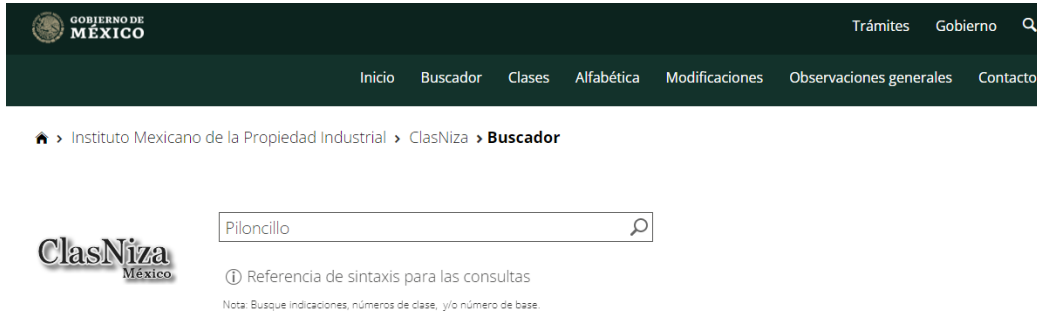 GOBIERNO DE
MÉXICO
Trámites Gobierno
Inicio Buscador Clases Alfabética Modificaciones Observaciones generales Contacto
> Instituto Mexicano de la Propiedad Industrial > ClasNiza > Buscador
Piloncillo
ClasNiza
México
Referencia de sintaxis para las consultas
Nota: Busque indicaciones, números de clase, y/o número de base.